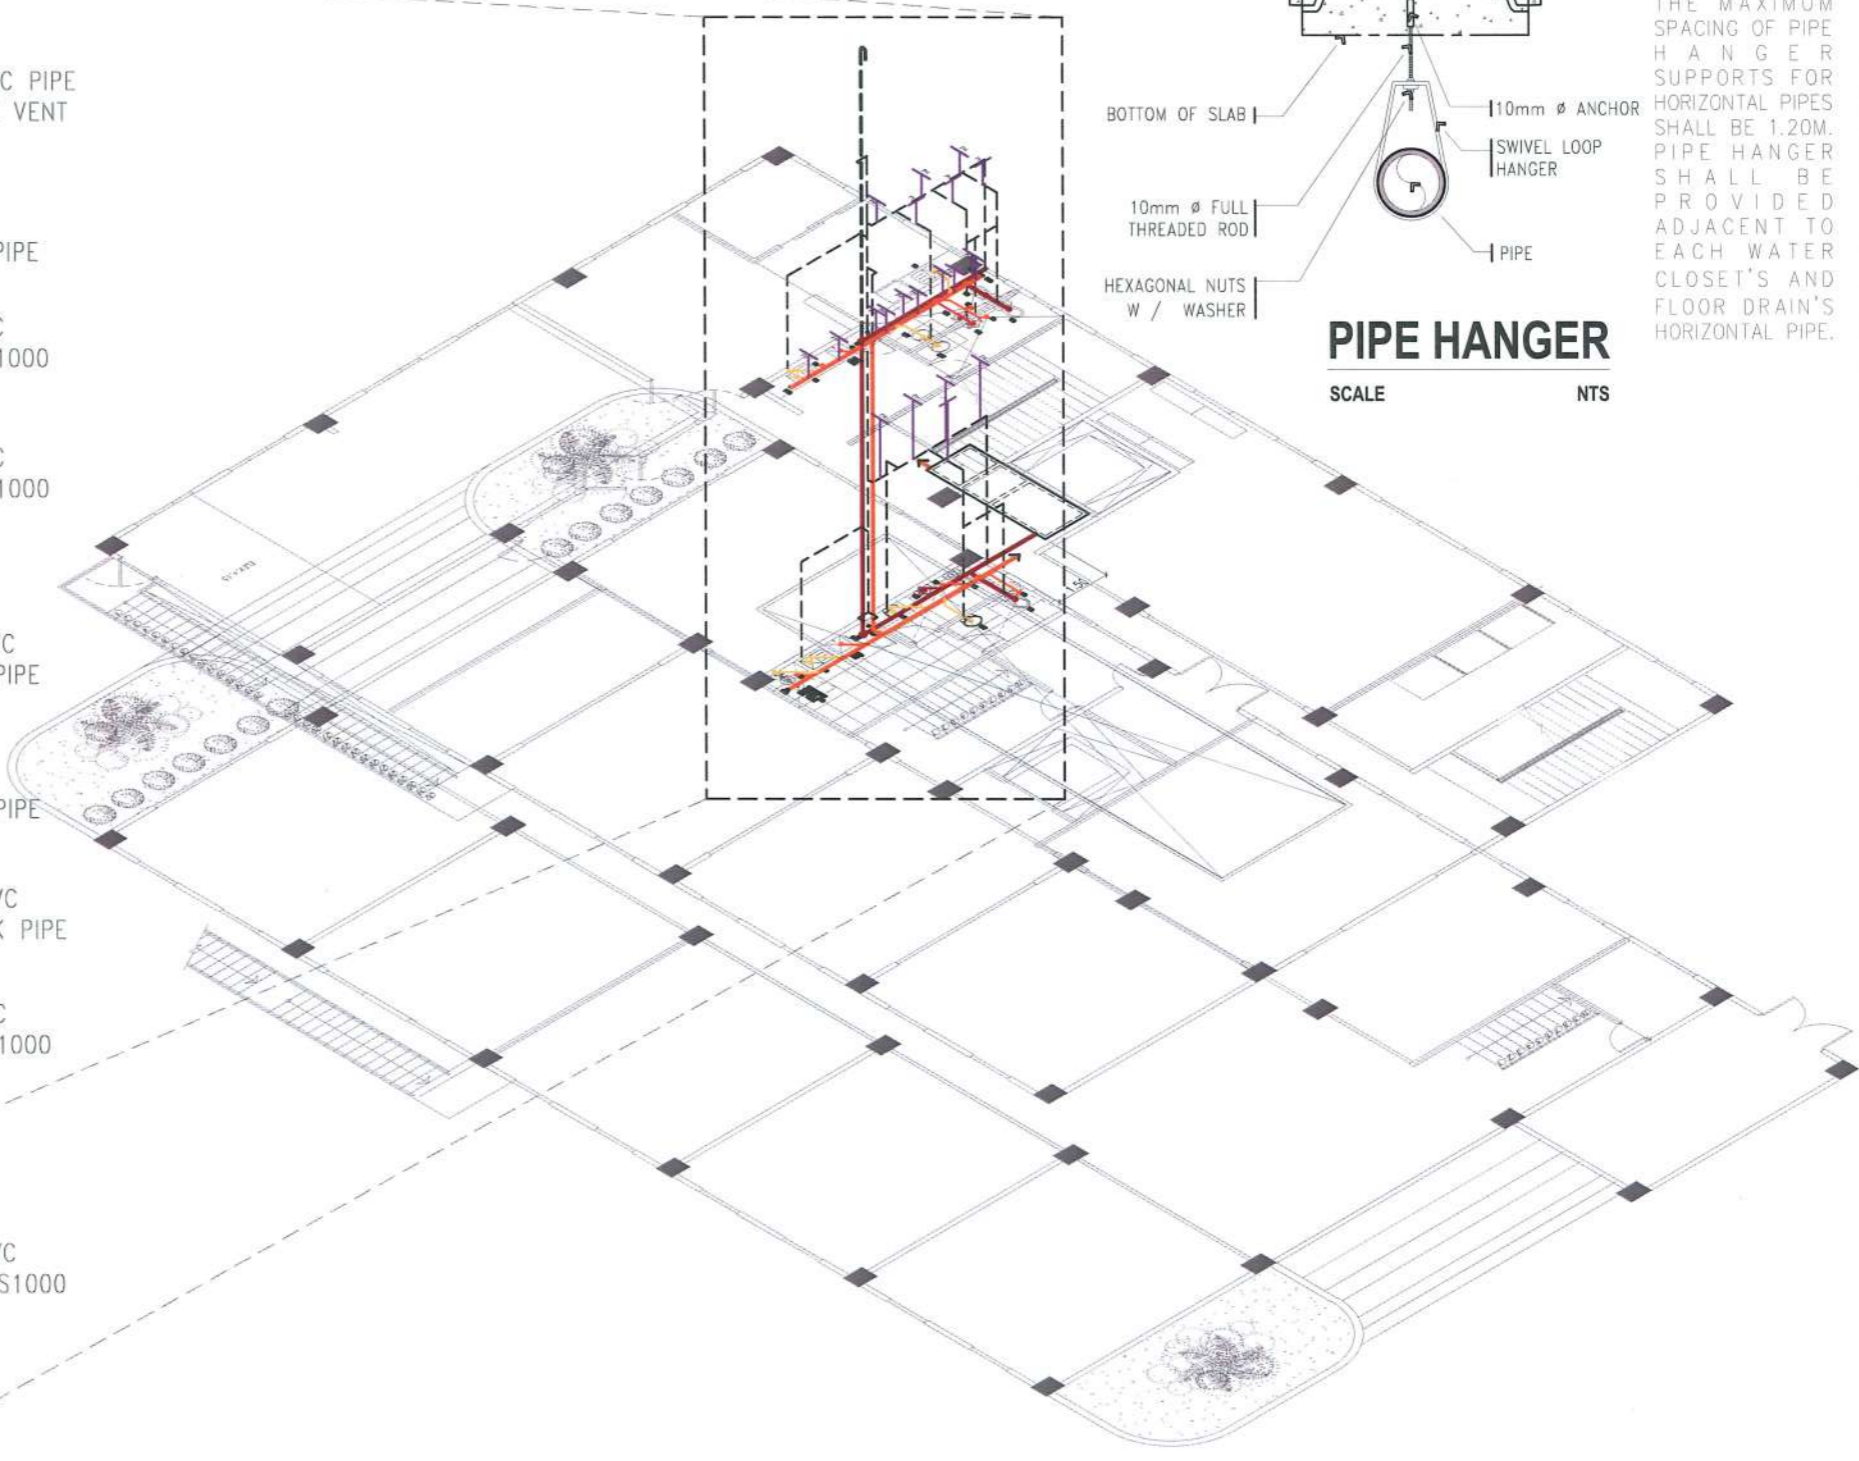 C PIPE
VENT
PIPE
C
1000
C
1000
C
PIPE
PIPE
C
PIPE
C
1000
C
S1000
BOTTOM OF SLAB
10mm ø FULL
THREADED ROD
HEXAGONAL NUTS
W / WASHER
10mm ø ANCHOR
SWIVEL LOOP
HANGER
PIPE
PIPE HANGER
SCALE NTS
THE MAXIMUM
SPACING OF PIPE
HANGER
SUPPORTS FOR
HORIZONTAL PIPES
SHALL BE 1.20M.
PIPE HANGER
SHALL BE
PROVIDED
ADJACENT TO
EACH WATER
CLOSET'S AND
FLOOR DRAIN'S
HORIZONTAL PIPE.